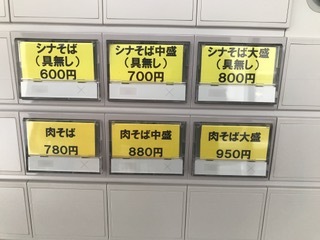 シナそば
(具無し)
600円
シナそば中盛
(具無し)
700円
シナそば大盛
(具無し)
800円
肉そば
780円
肉そば中盛
880円
肉そば大盛
950円